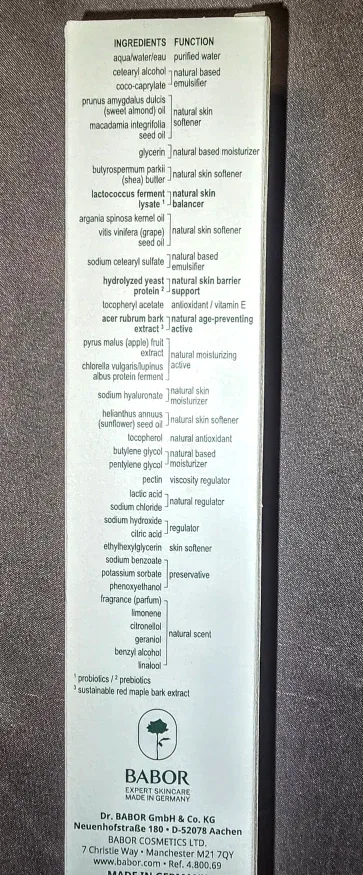 INGREDIENTS FUNCTION
aqua/water/eau purified water
cetearyl alcohol natural based
coco-caprylate emulsifier
prunus amygdalus dulcis
(sweet almond) oil natural skin
macadamia integrifolia softener
seed oil
glycerin natural based moisturizer
butyrospermum parkii
(shea) butter natural skin softener
lactococcus ferment natural skin
lysate ¹ balancer
argania spinosa kernel oil
vitis vinifera (grape) natural skin softener
seed oil
sodium cetearyl sulfate natural based
emulsifier
hydrolyzed yeast natural skin barrier
protein ² support
tocopheryl acetate antioxidant / vitamin E
acer rubrum bark natural age-preventing
extract ³ active
pyrus malus (apple) fruit
extract natural moisturizing
chlorella vulgaris/lupinus active
albus protein ferment
sodium hyaluronate natural skin
moisturizer
helianthus annuus
(sunflower) seed oil natural skin softener
tocopherol natural antioxidant
butylene glycol natural based
pentylene glycol moisturizer
pectin viscosity regulator
lactic acid
sodium chloride natural regulator
sodium hydroxide
citric acid regulator
ethylhexylglycerin skin softener
sodium benzoate
potassium sorbate preservative
phenoxyethanol
fragrance (parfum)
limonene
citronellol
geraniol natural scent
benzyl alcohol
linalool
¹ probiotics / ² prebiotics
³ sustainable red maple bark extract
BABOR
EXPERT SKINCARE
MADE IN GERMANY
Dr. BABOR GmbH & Co. KG
Neuenhofstraße 180 • D-52078 Aachen
BABOR COSMETICS LTD.
7 Christie Way • Manchester M21 7QY
www.babor.com • Ref. 4.800.69
MADE IN GERMANY